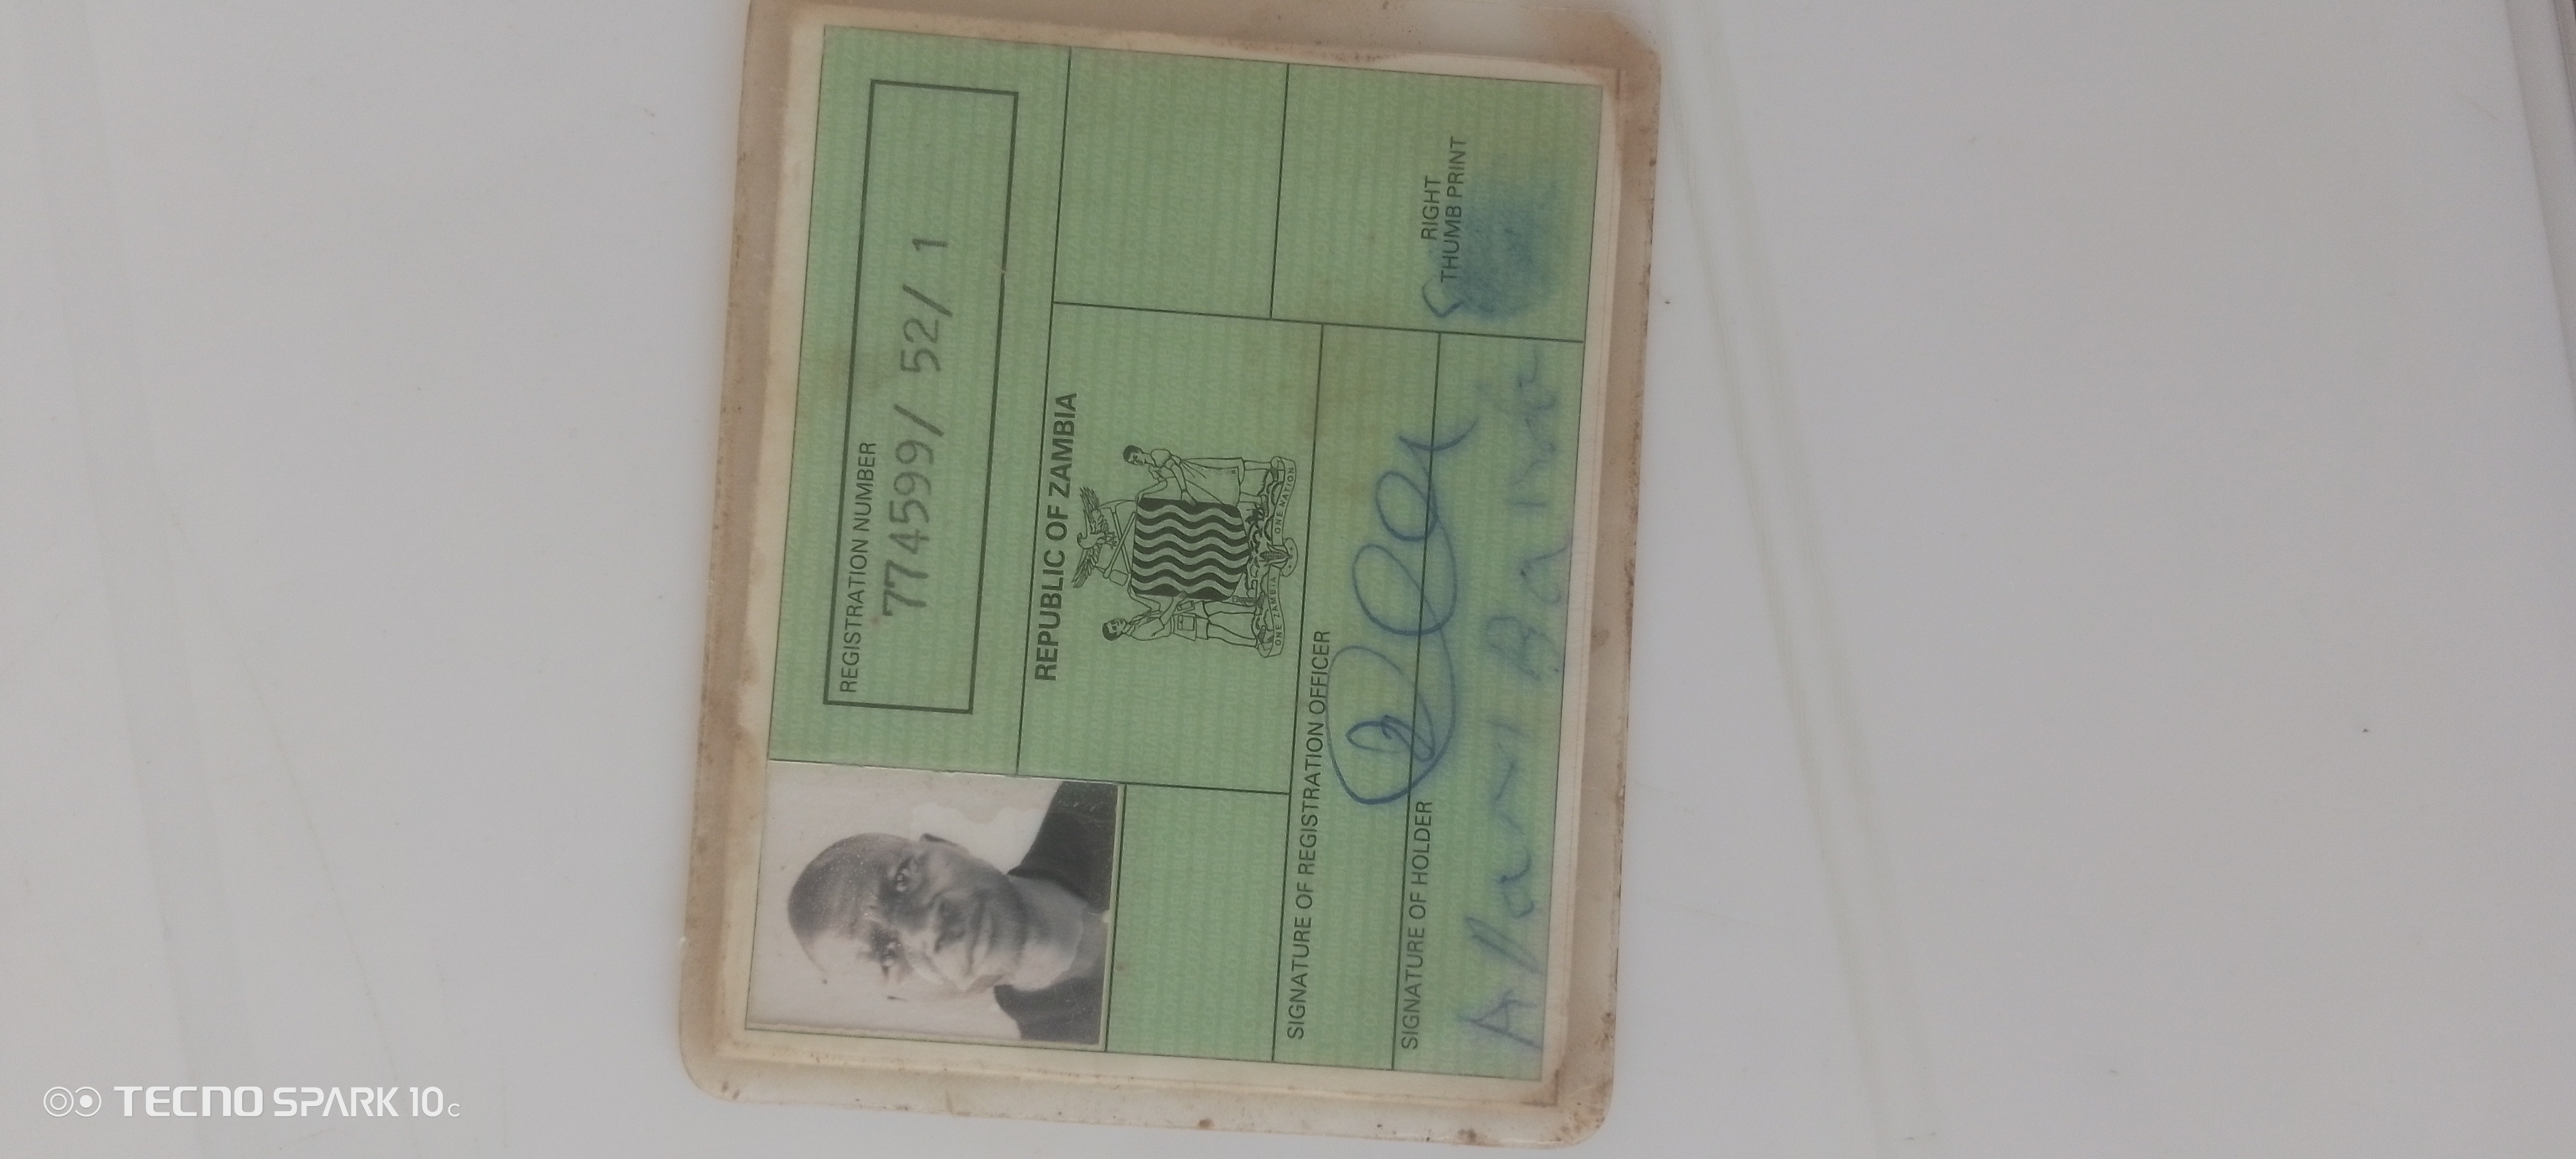 REGISTRATION NUMBER
774599/ 52/ 1
REPUBLIC OF ZAMBIA
ONE ZAMBIA ONE NATION
SIGNATURE OF REGISTRATION OFFICER
SIGNATURE OF HOLDER
RIGHT
THUMB PRINT
TECNO SPARK 10c